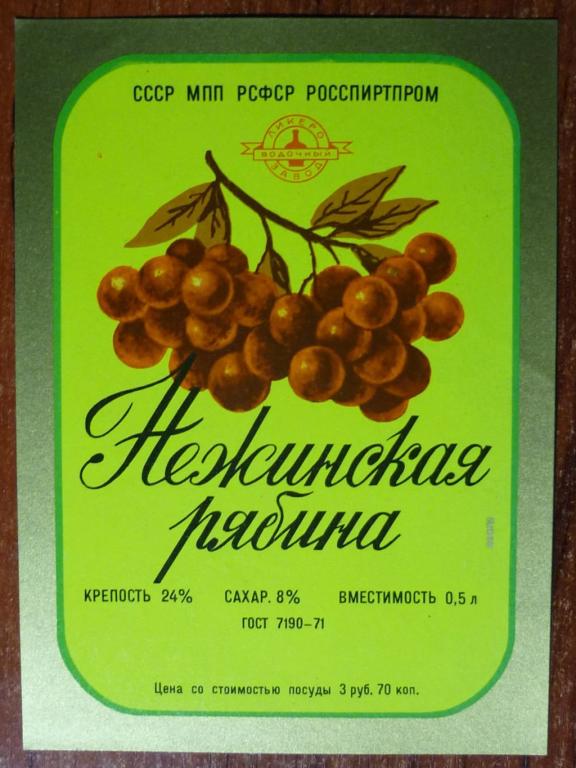 СССР МПП РСФСР РОССПИРТПРОМ
ЛИКЕРО
ВОДОЧНЫЙ
ЗАВОД
Нежинская
рябина
КРЕПОСТЬ 24% САХАР. 8% ВМЕСТИМОСТЬ 0,5 л
ГОСТ 7190-71
Цена со стоимостью посуды 3 руб. 70 коп.